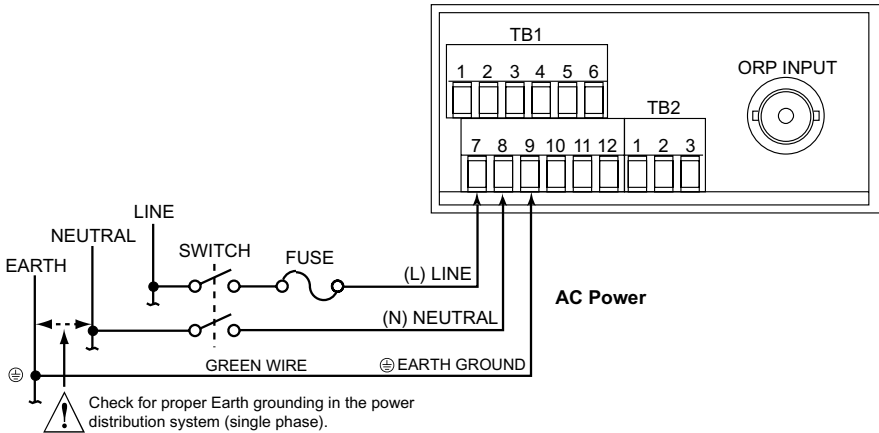 TB1
1 2 3 4 5 6
ORP INPUT
TB2
7 8 9 10 11 12 1 2 3
LINE
NEUTRAL
EARTH
SWITCH
FUSE
(L) LINE
AC Power
(N) NEUTRAL
GREEN WIRE
EARTH GROUND
Check for proper Earth grounding in the power
distribution system (single phase).